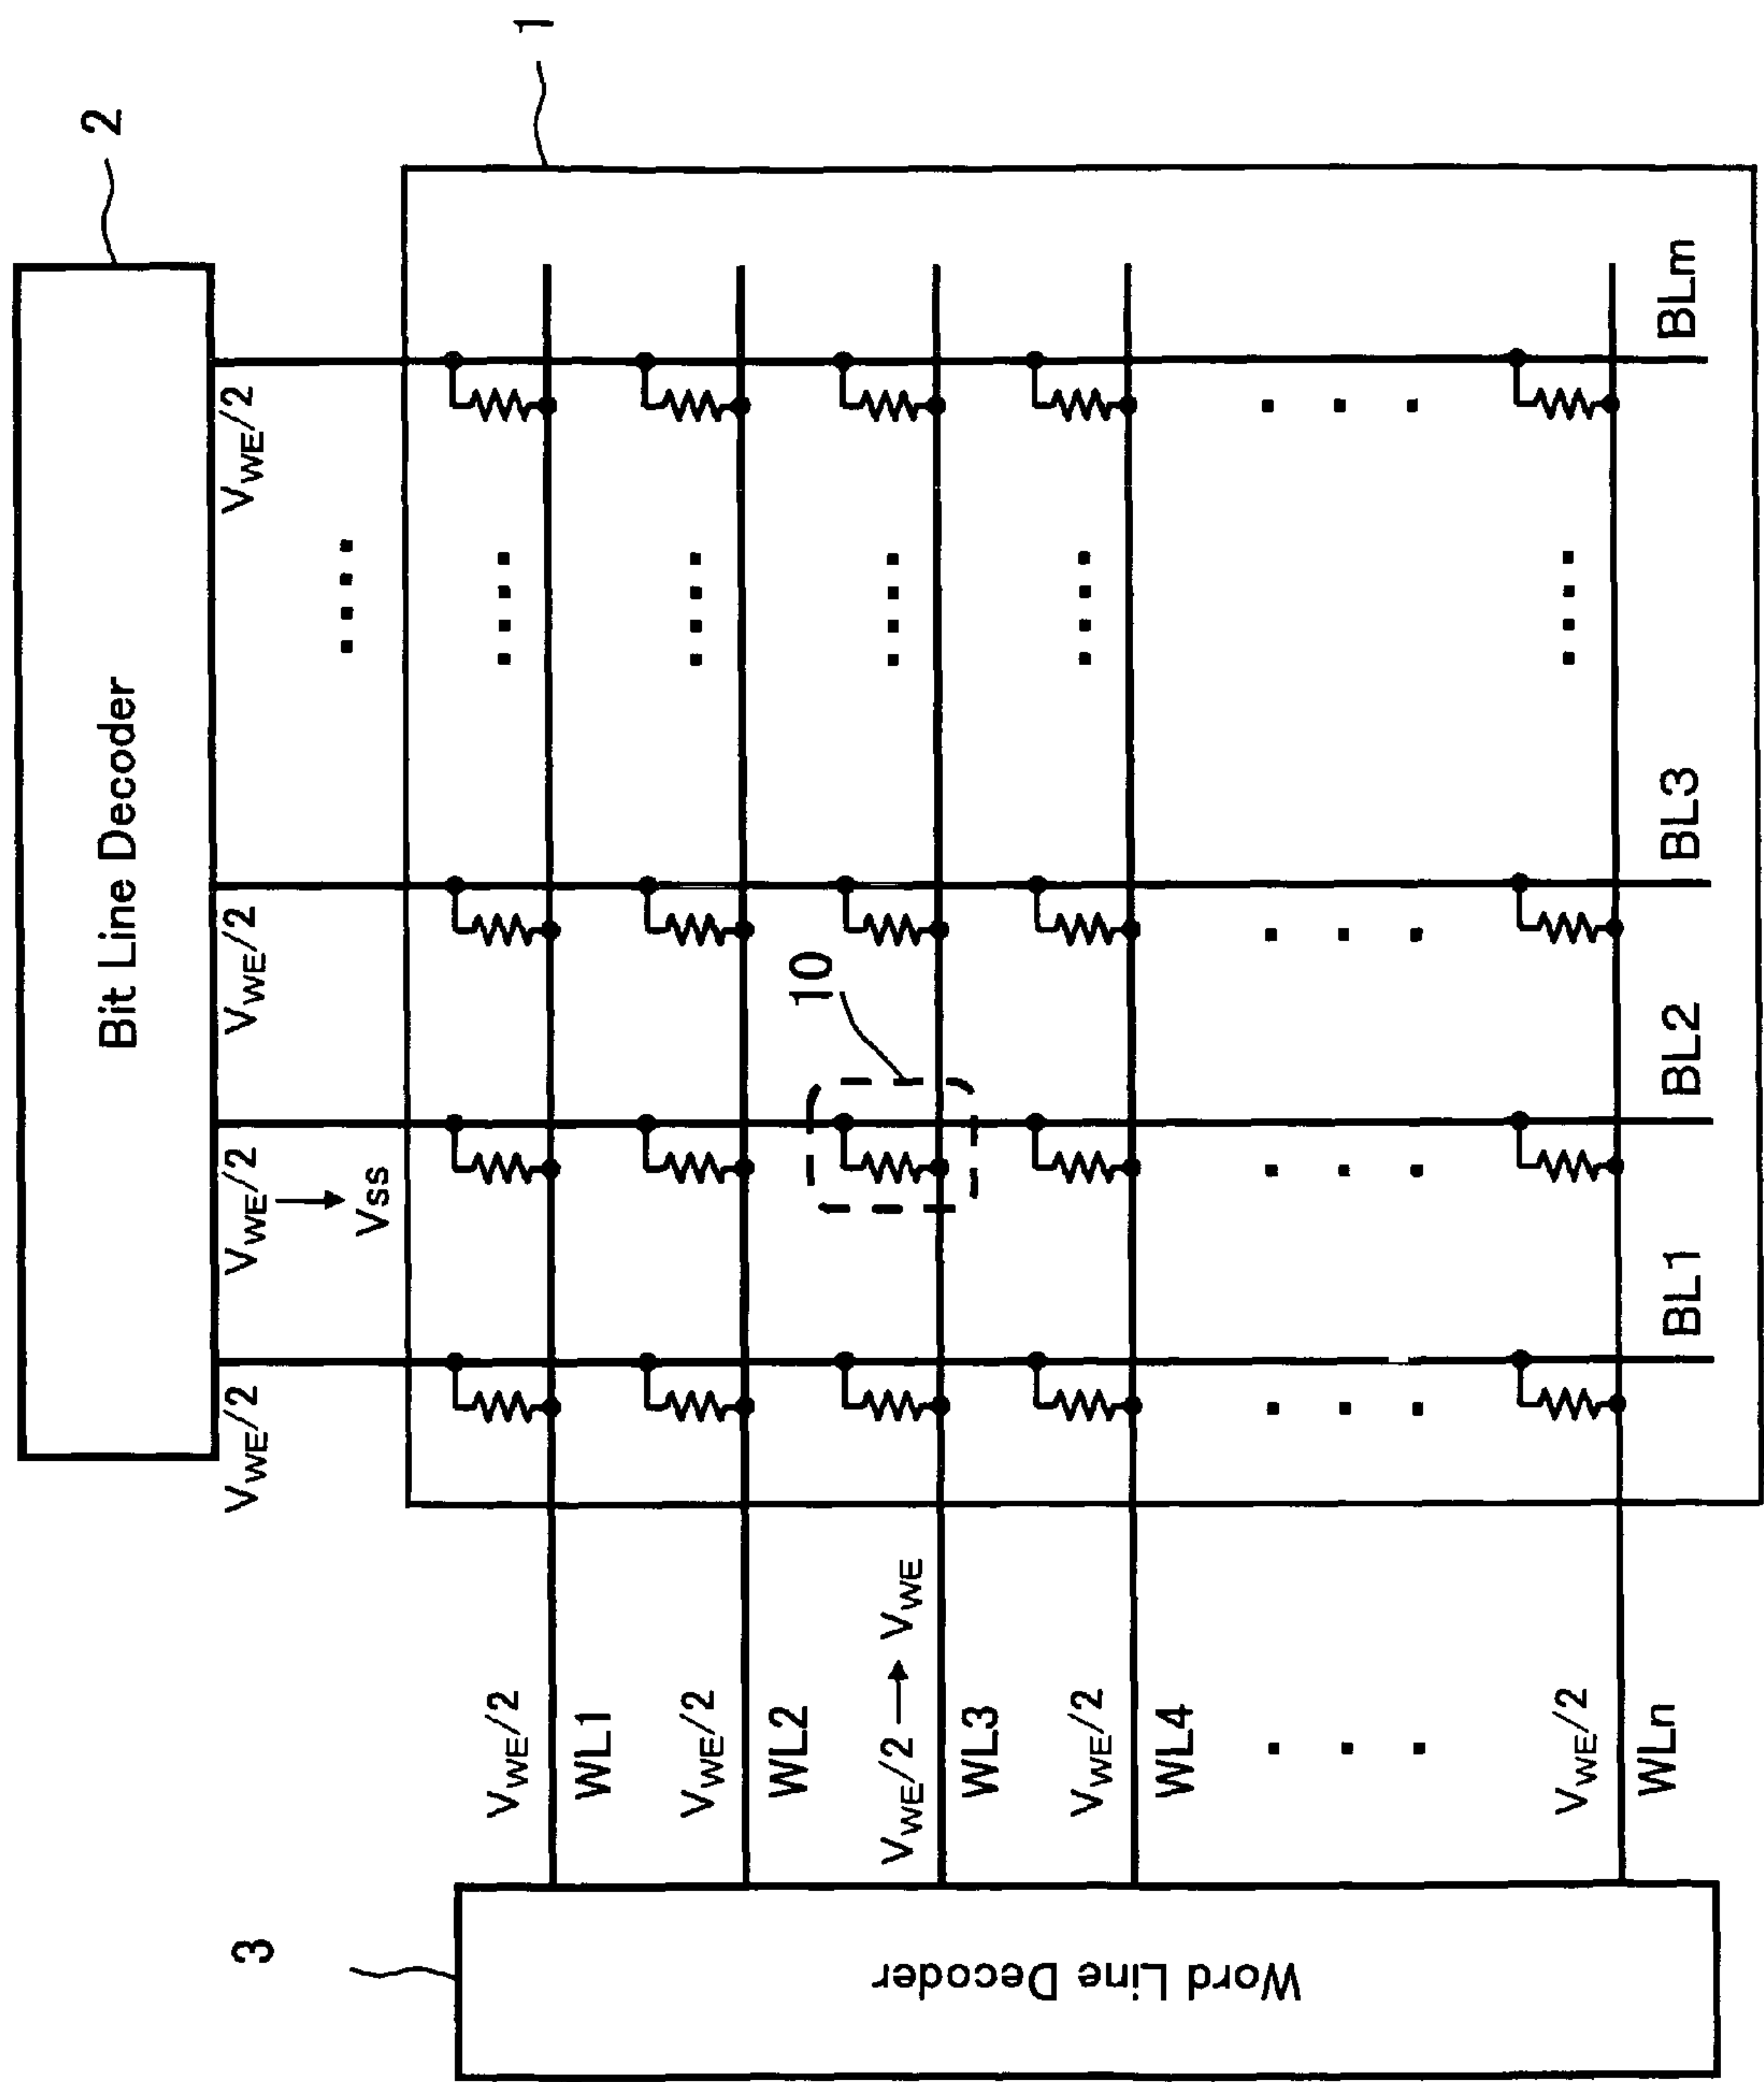 1
2
Bit Line Decoder
VWE/2
VWE/2
VWE/2
Vss
VWE/2
BLm
BL3
BL2
BL1
10
VWE/2
WL1
VWE/2
WL2
VWE/2 → VWE
WL3
VWE/2
WL4
VWE/2
WLn
3
Word Line Decoder